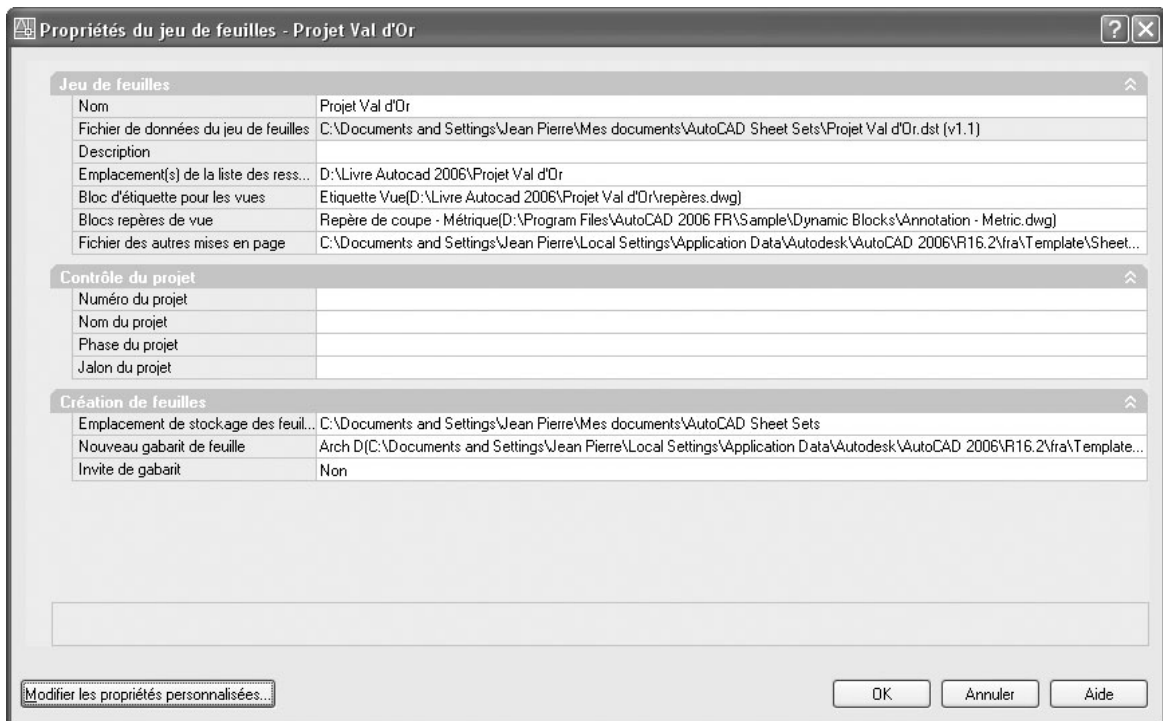 Propriétés du jeu de feuilles - Projet Val d'Or
Jeu de feuilles
Nom Projet Val d'Or
Fichier de données du jeu de feuilles C:\Documents and Settings\Jean Pierre\Mes documents\AutoCAD Sheet Sets\Projet Val d'Or.dst (v1.1)
Description
Emplacement(s) de la liste des ress... D:\Livre Autocad 2006\Projet Val d'Or
Bloc d'étiquette pour les vues Etiquette Vue(D:\Livre Autocad 2006\Projet Val d'Or\repères.dwg)
Blocs repères de vue Repère de coupe - Métrique(D:\Program Files\AutoCAD 2006 FR\Sample\Dynamic Blocks\Annotation - Metric.dwg)
Fichier des autres mises en page C:\Documents and Settings\Jean Pierre\Local Settings\Application Data\Autodesk\AutoCAD 2006\R16.2\fra\Template\Sheet...
Contrôle du projet
Numéro du projet
Nom du projet
Phase du projet
Jalon du projet
Création de feuilles
Emplacement de stockage des feuil... C:\Documents and Settings\Jean Pierre\Mes documents\AutoCAD Sheet Sets
Nouveau gabarit de feuille Arch D(C:\Documents and Settings\Jean Pierre\Local Settings\Application Data\Autodesk\AutoCAD 2006\R16.2\fra\Template...
Invite de gabarit Non
Modifier les propriétés personnalisées... OK Annuler Aide